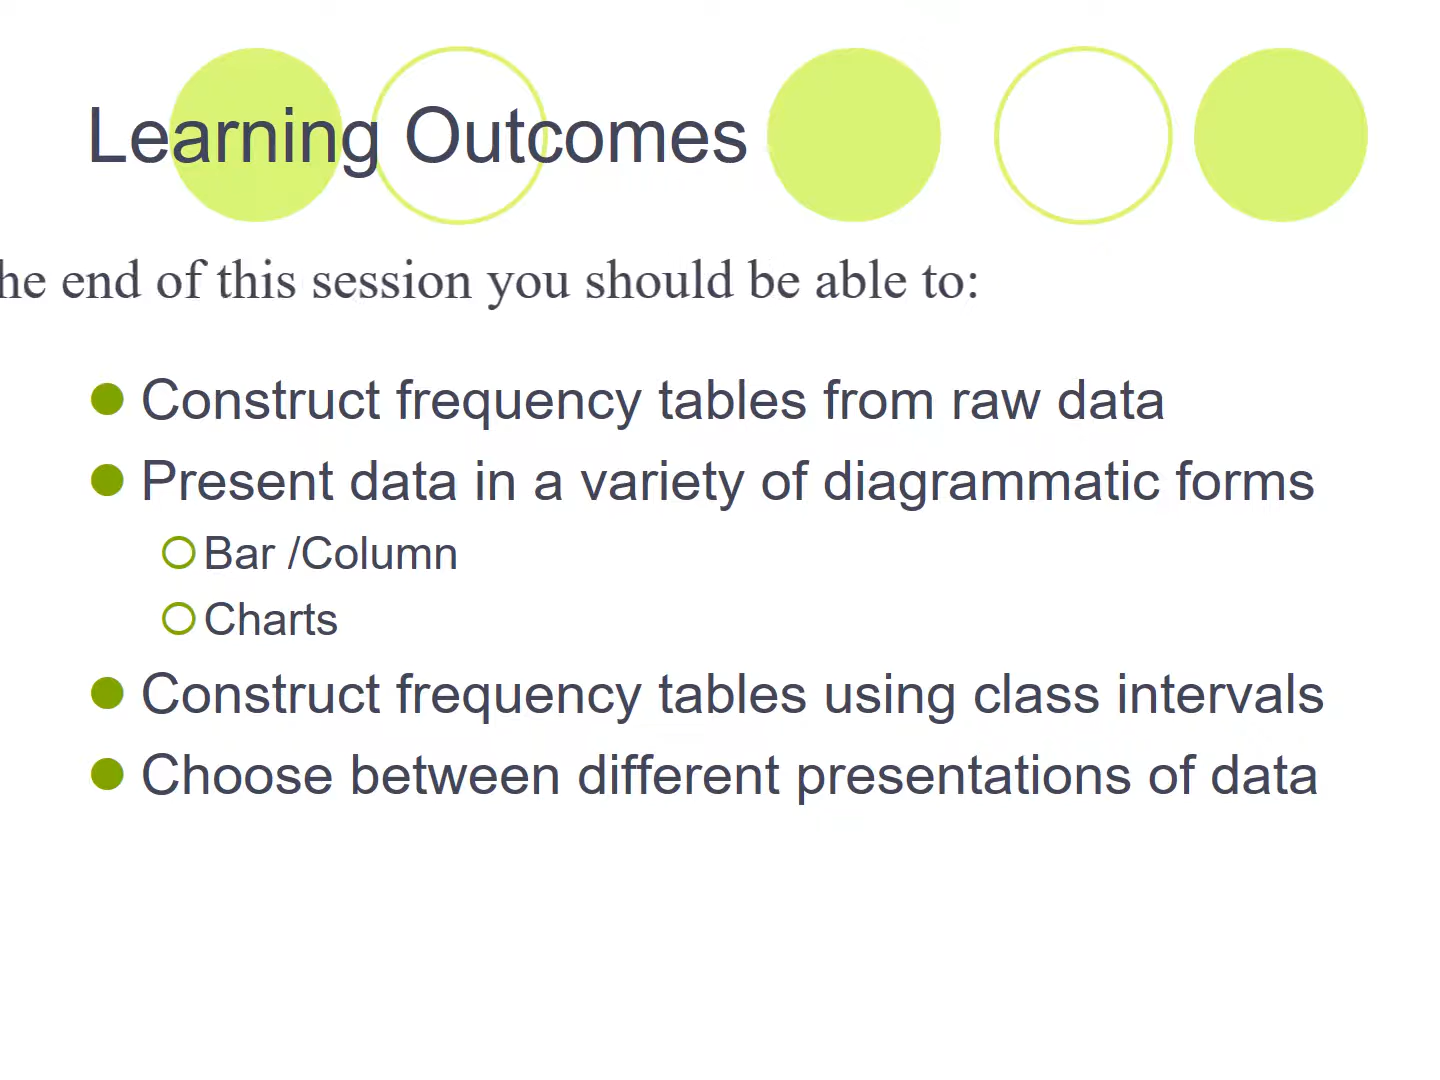 Learning Outcomes
he end of this session you should be able to:
Construct frequency tables from raw data
Present data in a variety of diagrammatic forms
Bar /Column
Charts
Construct frequency tables using class intervals
Choose between different presentations of data